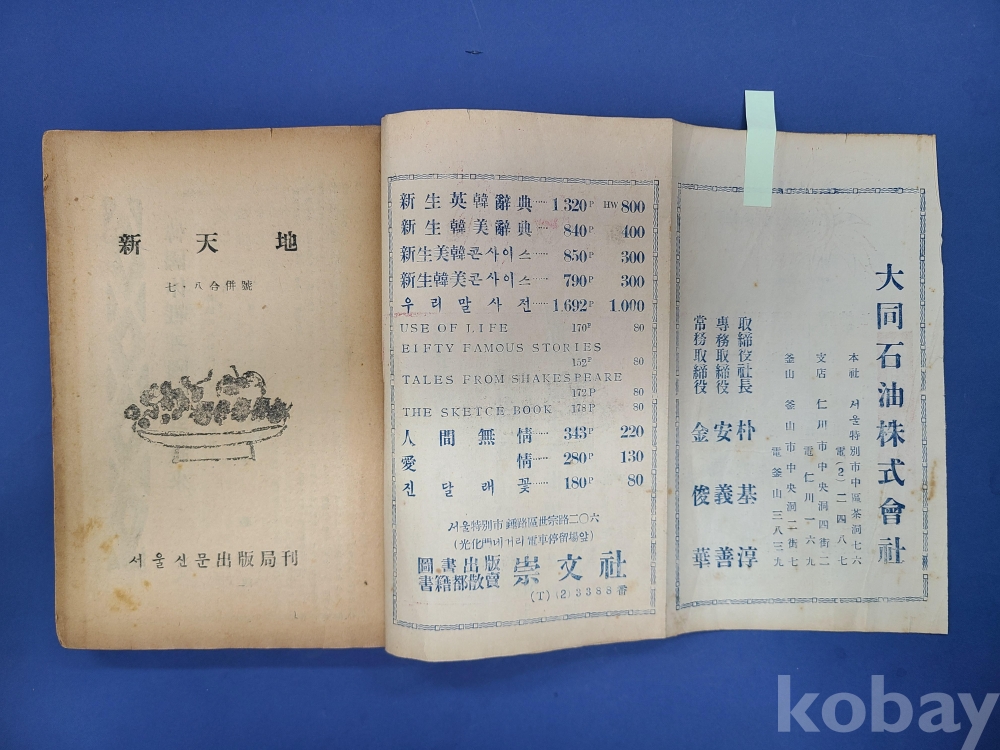 新天地
七・八合併號
서울신문出版局刊
新生英韓辭典····· 1320P HW 800
新生韓美辭典····· 840P 400
新生美韓콘사이스····· 850P 300
新生韓美콘사이스····· 790P 300
우리말사전····· 1.692P 1.000
USE OF LIFE 170P 80
EIFTY FAMOUS STORIES
152P 80
TALES FROM SHAKESPEARE
172P 80
THE SKETCE BOOK 178P 80
人間無情····· 343P 220
愛情····· 280P 130
진달래꽃····· 180P 80
서울特別市鍾路區世宗路二〇六
(光化門네거리電車停留場앞)
圖書出版
書籍都散賣
崇文社
(T) (2)3388番
大同石油株式會社
本社 서울特別市中區茶洞七六
電(2)二四八七
支店 仁川市中央洞四街二
電仁川一六九
釜山 釜山市中央洞二街七
電釜山三八三九
取締役社長 朴基淳
專務取締役 安義善
常務取締役 金俊華
kobay